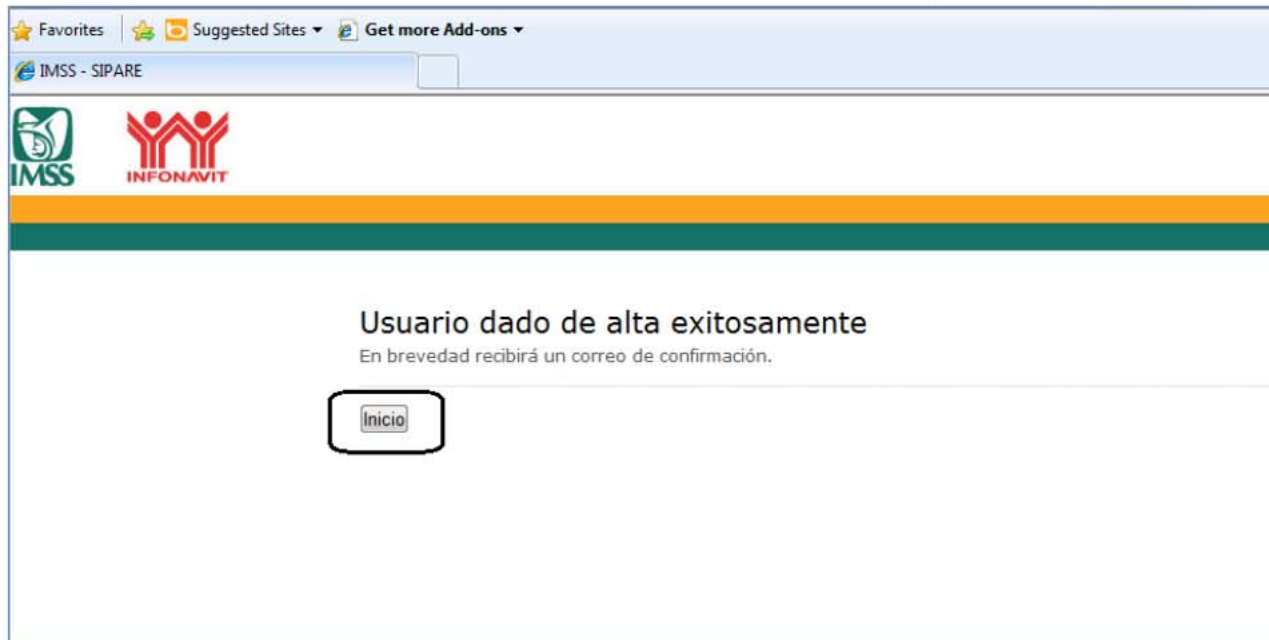 Favorites Suggested Sites Get more Add-ons
IMSS - SIPARE
IMSS INFONAVIT
Usuario dado de alta exitosamente
En brevedad recibirá un correo de confirmación.
Inicio